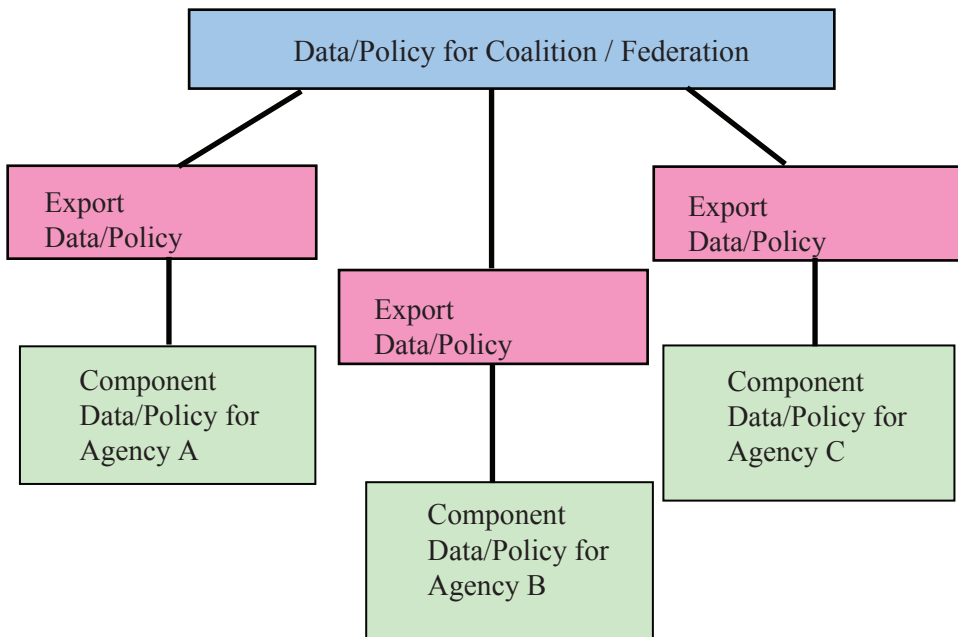 Data/Policy for Coalition / Federation
Export
Data/Policy
Component
Data/Policy for
Agency A
Export
Data/Policy
Component
Data/Policy for
Agency B
Export
Data/Policy
Component
Data/Policy for
Agency C